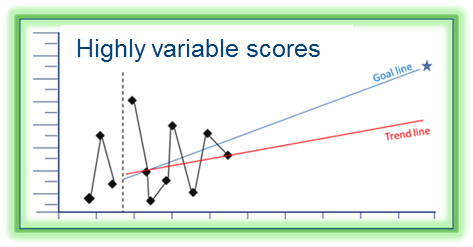 Highly variable scores
Goal line
Trend line